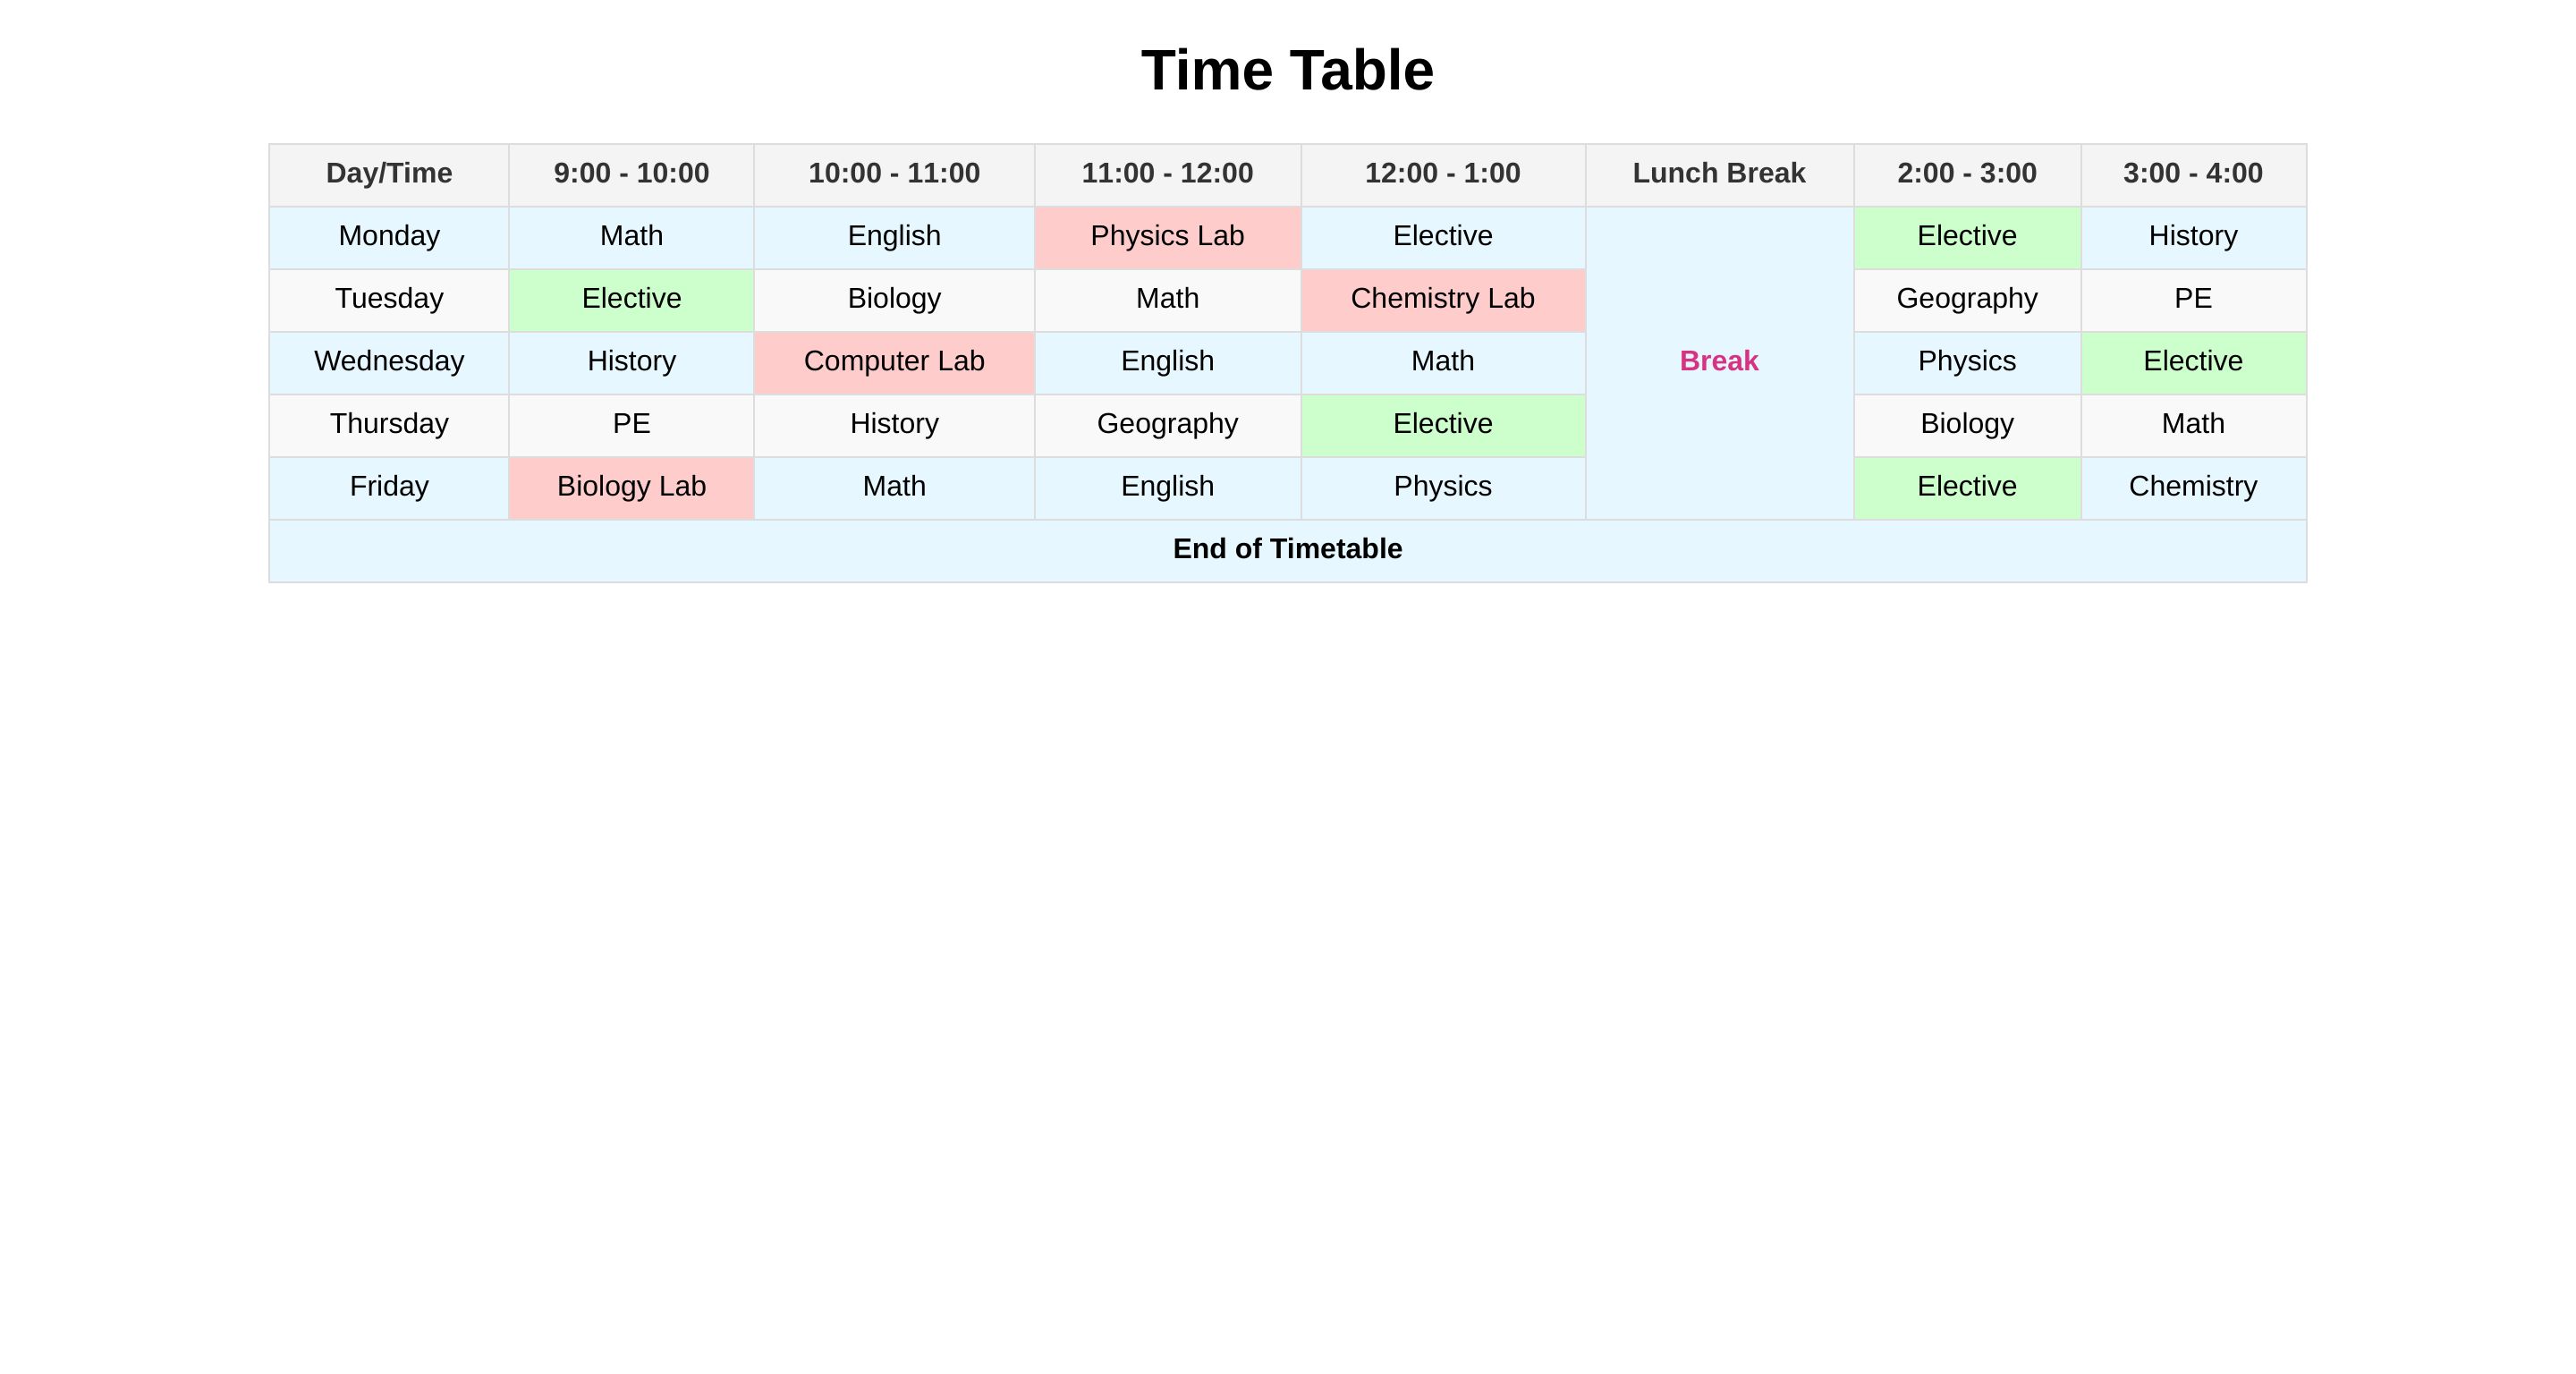 Time Table
Day/Time 9:00 - 10:00 10:00 - 11:00 11:00 - 12:00 12:00 - 1:00 Lunch Break 2:00 - 3:00 3:00 - 4:00
Monday Math English Physics Lab Elective Elective History
Tuesday Elective Biology Math Chemistry Lab Geography PE
Wednesday History Computer Lab English Math Break Physics Elective
Thursday PE History Geography Elective Biology Math
Friday Biology Lab Math English Physics Elective Chemistry
End of Timetable